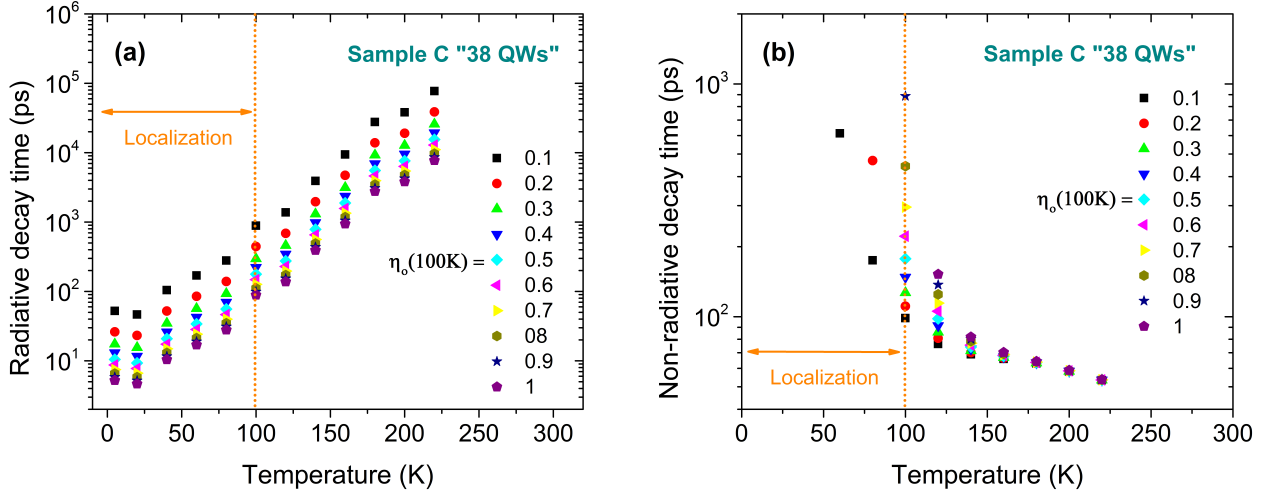 (a)
Sample C "38 QWs"
Localization
η₀(100K) =
0.1
0.2
0.3
0.4
0.5
0.6
0.7
08
0.9
1
10⁶
10⁵
10⁴
10³
10²
10¹
0 50 100 150 200 250 300
Radiative decay time (ps)
Temperature (K)
(b)
Sample C "38 QWs"
Localization
ηₒ(100K) =
0.1
0.2
0.3
0.4
0.5
0.6
0.7
08
0.9
1
10³
10²
0 50 100 150 200 250 300
Non-radiative decay time (ps)
Temperature (K)